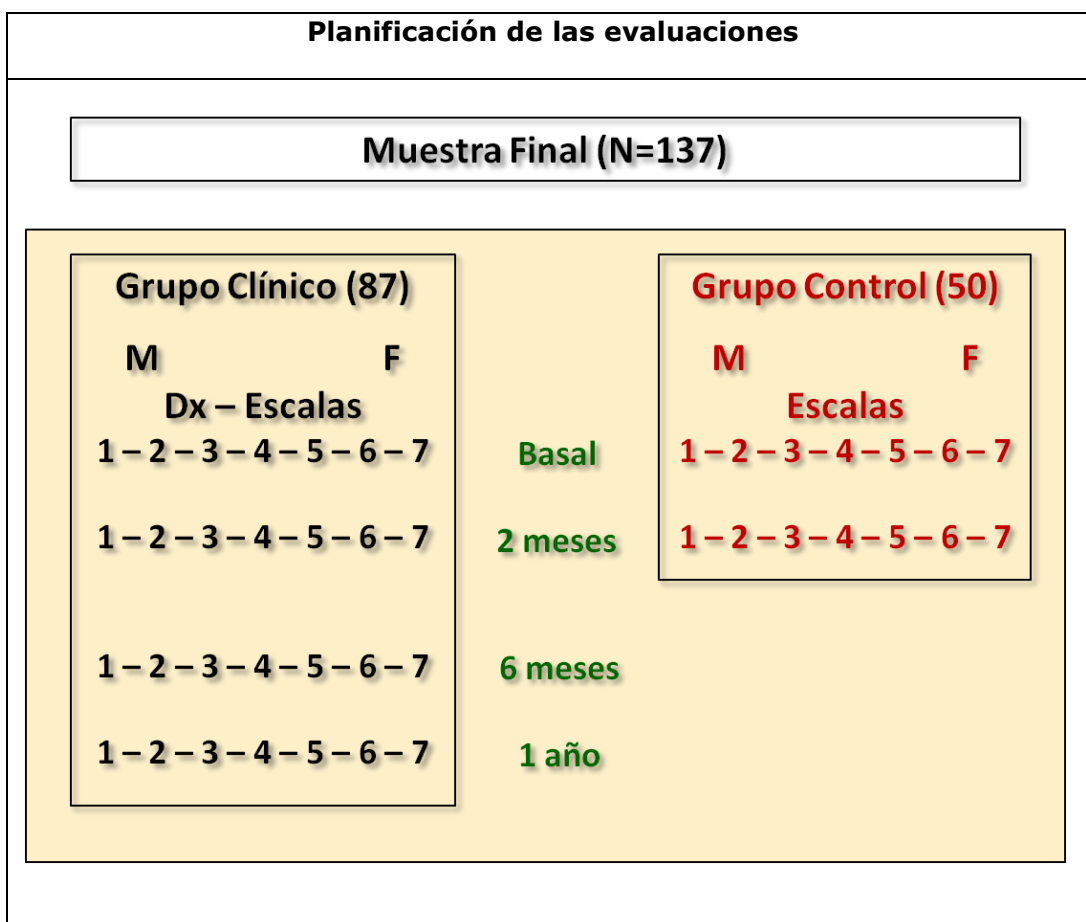 Planificación de las evaluaciones
Muestra Final (N=137)
Grupo Clínico (87)
M F
Dx – Escalas
1 – 2 – 3 – 4 – 5 – 6 – 7
1 – 2 – 3 – 4 – 5 – 6 – 7
1 – 2 – 3 – 4 – 5 – 6 – 7
1 – 2 – 3 – 4 – 5 – 6 – 7
Basal
2 meses
6 meses
1 año
Grupo Control (50)
M F
Escalas
1 – 2 – 3 – 4 – 5 – 6 – 7
1 – 2 – 3 – 4 – 5 – 6 – 7